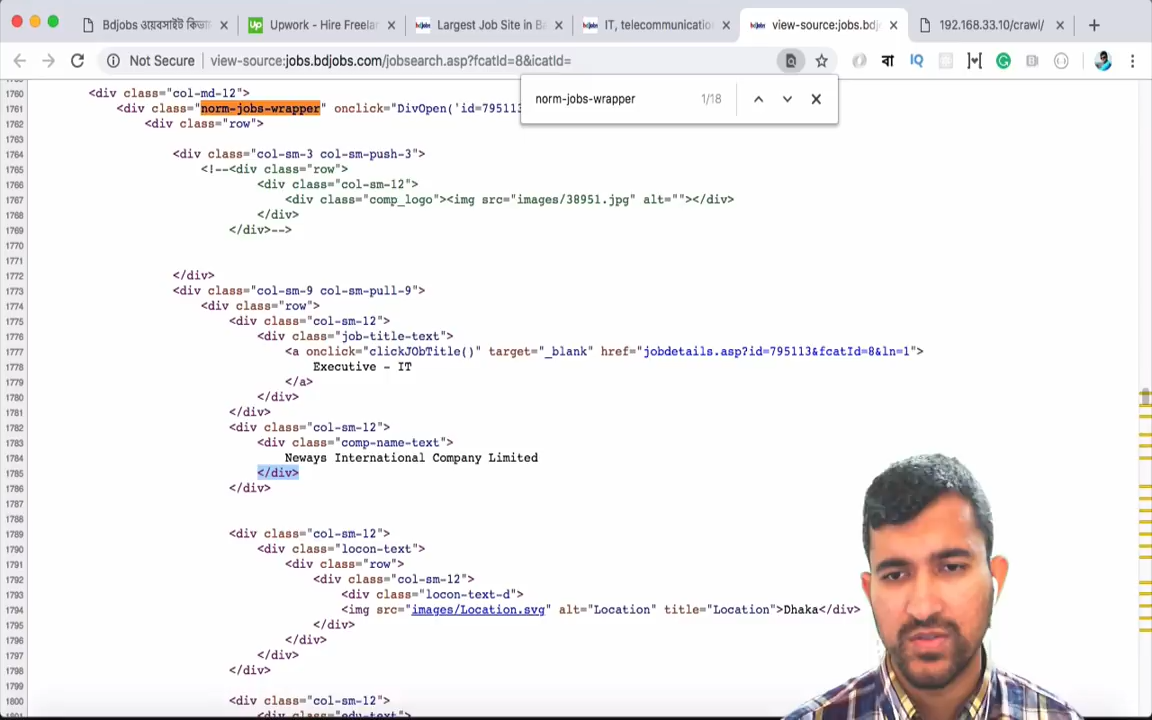 Bdjobs ওয়েবসাইট কিভা
Upwork - Hire Freelan
Largest Job Site in Ba
IT, telecommunication
view-source:jobs.bdjo
192.168.33.10/crawl/
Not Secure
view-source:jobs.bdjobs.com/jobsearch.asp?fcatId=8&icatId=
বা
IQ
norm-jobs-wrapper
1/18
1760 <div class="col-md-12">
1761 <div class="norm-jobs-wrapper" onclick="DivOpen('id=795113
1762 <div class="row">
1763
1764 <div class="col-sm-3 col-sm-push-3">
1765 <!--<div class="row">
1766 <div class="col-sm-12">
1767 <div class="comp_logo"><img src="images/38951.jpg" alt=""></div>
1768 </div>
1769 </div>-->
1770
1771
1772 </div>
1773 <div class="col-sm-9 col-sm-pull-9">
1774 <div class="row">
1775 <div class="col-sm-12">
1776 <div class="job-title-text">
1777 <a onclick="clickJObTitle()" target="_blank" href="jobdetails.asp?id=795113&fcatId=8&ln=1">
1778 Executive - IT
1779 </a>
1780 </div>
1781 </div>
1782 <div class="col-sm-12">
1783 <div class="comp-name-text">
1784 Neways International Company Limited
1785 </div>
1786 </div>
1787
1788
1789 <div class="col-sm-12">
1790 <div class="locon-text">
1791 <div class="row">
1792 <div class="col-sm-12">
1793 <div class="locon-text-d">
1794 <img src="images/Location.svg" alt="Location" title="Location">Dhaka</div>
1795 </div>
1796 </div>
1797 </div>
1798 </div>
1799
1800 <div class="col-sm-12">
<div class="edu-text">